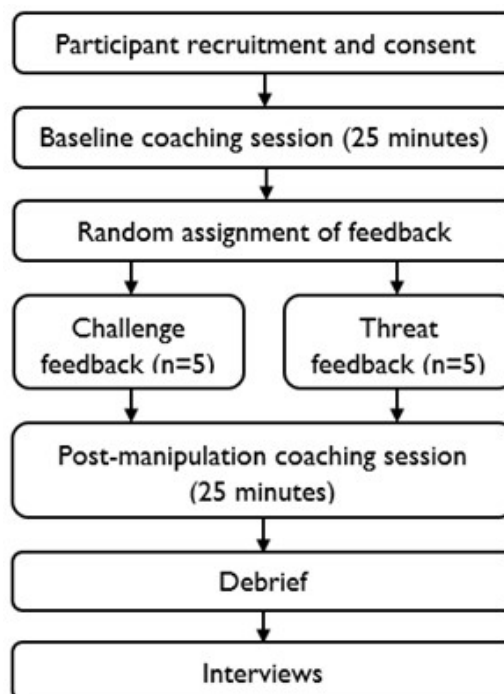 Participant recruitment and consent
Baseline coaching session (25 minutes)
Random assignment of feedback
Challenge
feedback (n=5)
Threat
feedback (n=5)
Post-manipulation coaching session
(25 minutes)
Debrief
Interviews